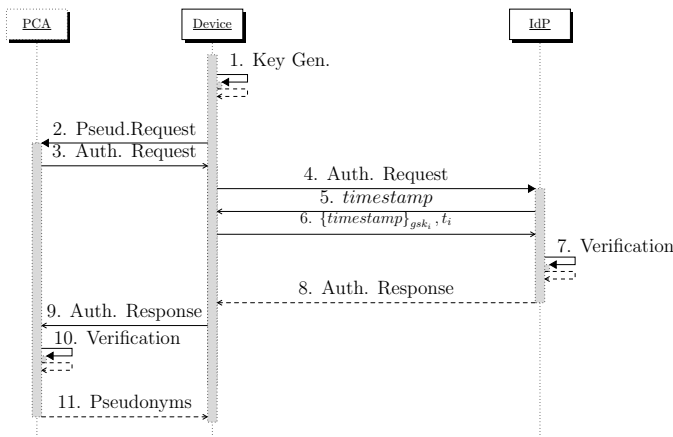 PCA
Device
IdP
1. Key Gen.
2. Pseud.Request
3. Auth. Request
4. Auth. Request
5. timestamp
6. {timestamp}gski, ti
7. Verification
8. Auth. Response
9. Auth. Response
10. Verification
11. Pseudonyms